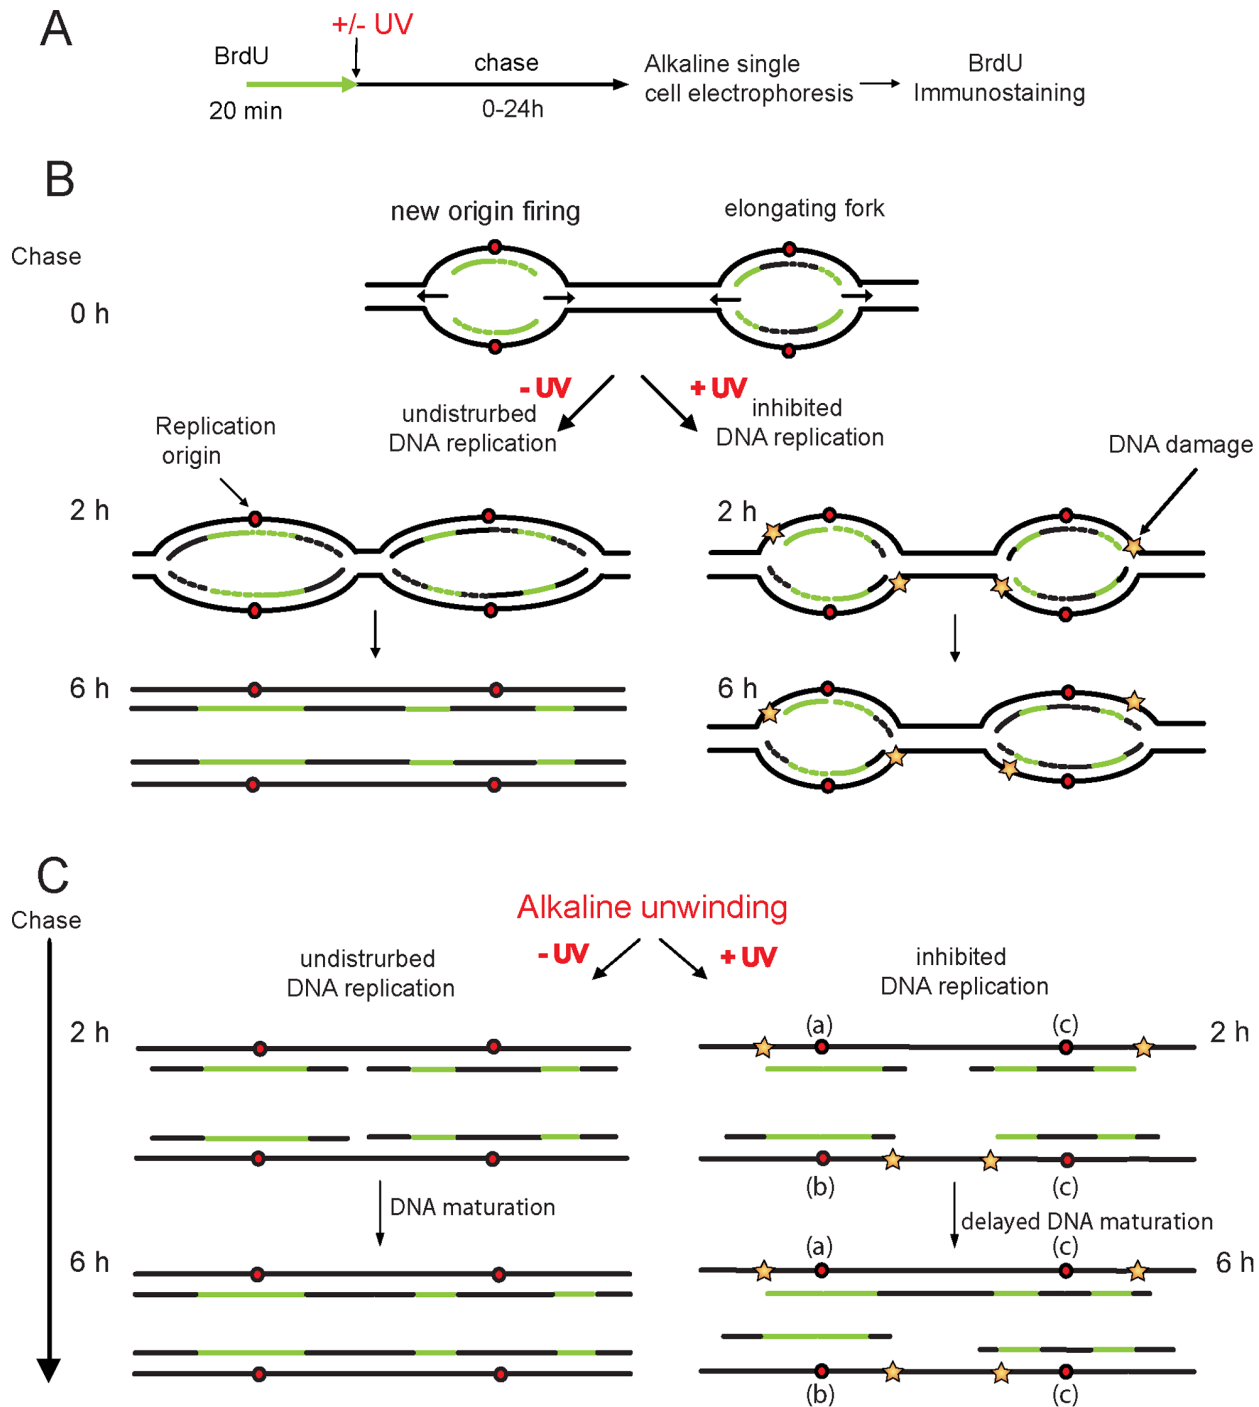 A
+/- UV
BrdU
20 min
chase
0-24h
Alkaline single
cell electrophoresis
BrdU
Immunostaining
B
new origin firing
elongating fork
Chase
0 h
- UV
+ UV
undistrurbed
DNA replication
inhibited
DNA replication
Replication
origin
DNA damage
2 h
2 h
6 h
6 h
C
Chase
Alkaline unwinding
- UV
+ UV
undistrurbed
DNA replication
inhibited
DNA replication
2 h
(a)
(c)
2 h
(b)
(c)
DNA maturation
delayed DNA maturation
6 h
(a)
(c)
6 h
(b)
(c)